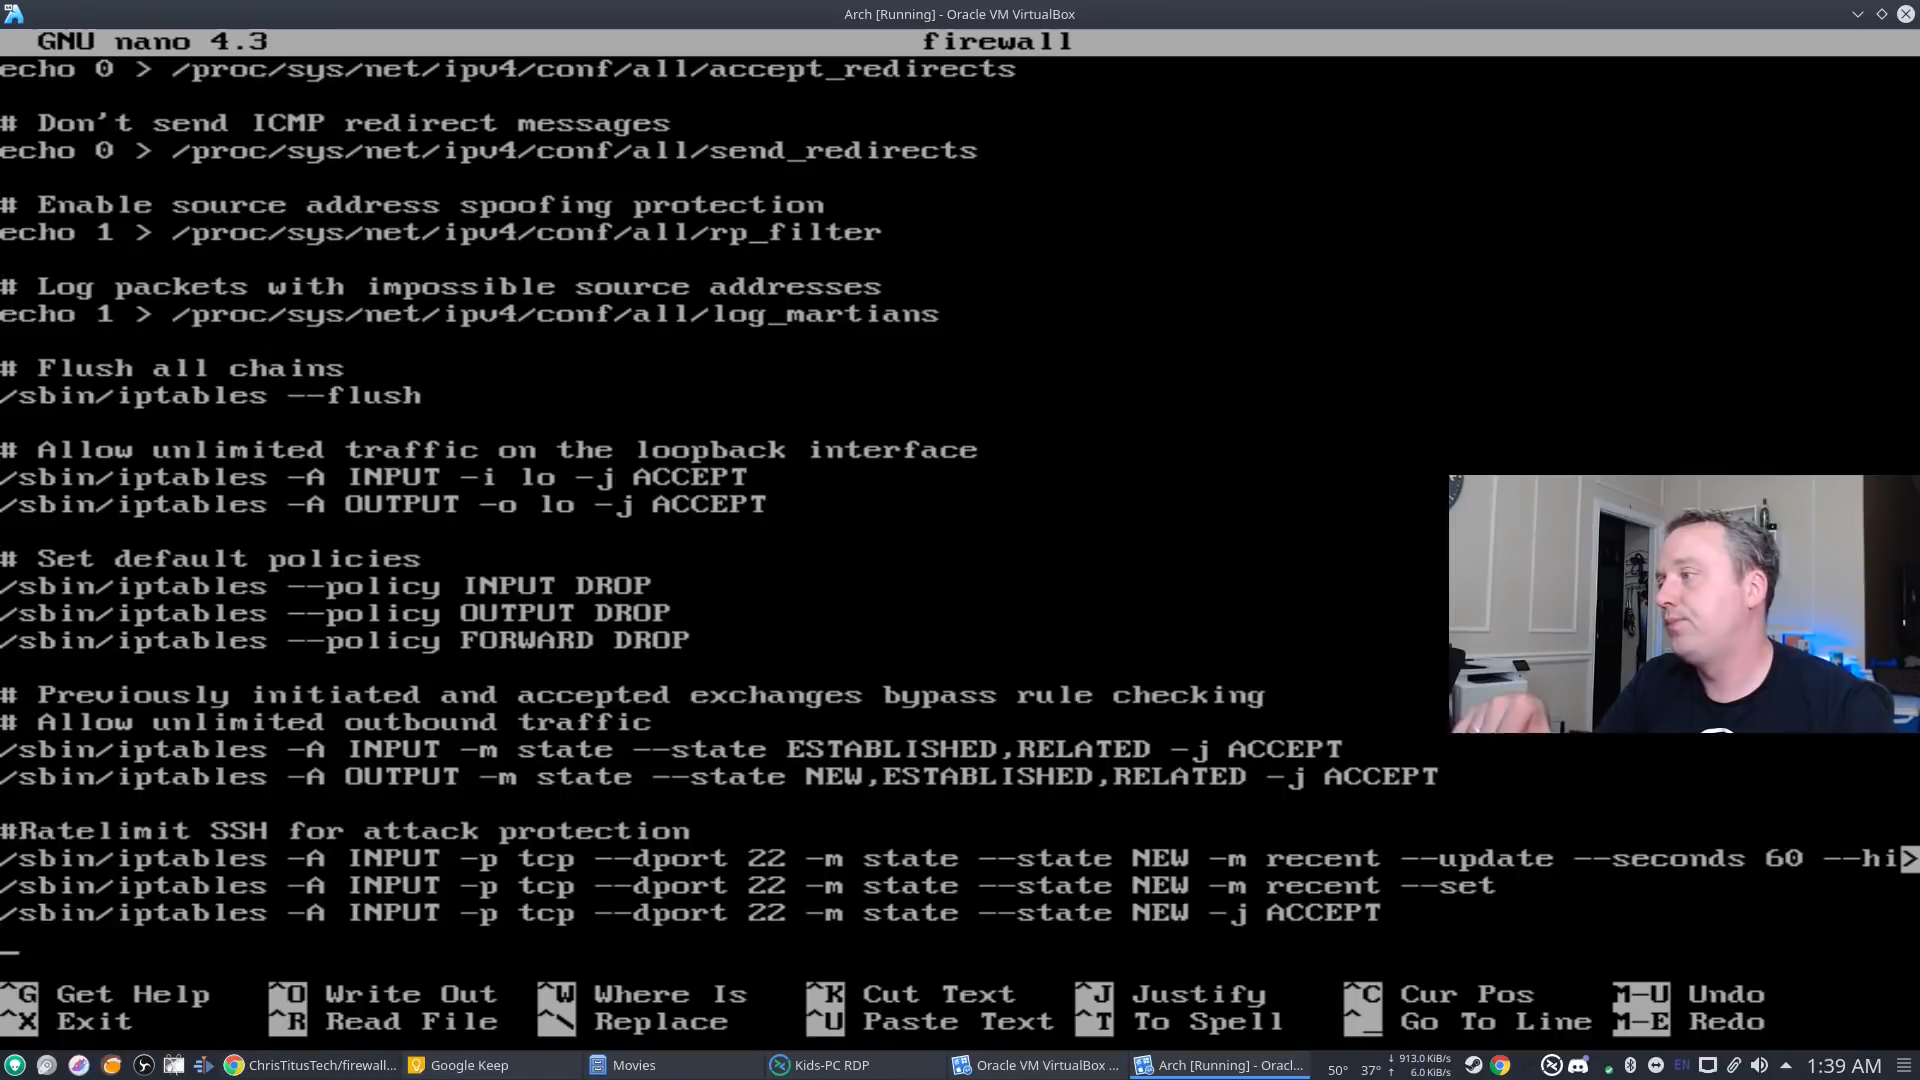 Arch [Running] - Oracle VM VirtualBox
GNU nano 4.3 firewall
echo 0 > /proc/sys/net/ipv4/conf/all/accept_redirects
# Don't send ICMP redirect messages
echo 0 > /proc/sys/net/ipv4/conf/all/send_redirects
# Enable source address spoofing protection
echo 1 > /proc/sys/net/ipv4/conf/all/rp_filter
# Log packets with impossible source addresses
echo 1 > /proc/sys/net/ipv4/conf/all/log_martians
# Flush all chains
/sbin/iptables --flush
# Allow unlimited traffic on the loopback interface
/sbin/iptables -A INPUT -i lo -j ACCEPT
/sbin/iptables -A OUTPUT -o lo -j ACCEPT
# Set default policies
/sbin/iptables --policy INPUT DROP
/sbin/iptables --policy OUTPUT DROP
/sbin/iptables --policy FORWARD DROP
# Previously initiated and accepted exchanges bypass rule checking
# Allow unlimited outbound traffic
/sbin/iptables -A INPUT -m state --state ESTABLISHED,RELATED -j ACCEPT
/sbin/iptables -A OUTPUT -m state --state NEW,ESTABLISHED,RELATED -j ACCEPT
#Ratelimit SSH for attack protection
/sbin/iptables -A INPUT -p tcp --dport 22 -m state --state NEW -m recent --update --seconds 60 --hi>
/sbin/iptables -A INPUT -p tcp --dport 22 -m state --state NEW -m recent --set
/sbin/iptables -A INPUT -p tcp --dport 22 -m state --state NEW -j ACCEPT
^G Get Help ^O Write Out ^W Where Is ^K Cut Text ^J Justify ^C Cur Pos M-U Undo
^X Exit ^R Read File ^\ Replace ^U Paste Text ^T To Spell ^_ Go To Line M-E Redo
ChrisTitusTech/firewall... Google Keep Movies Kids-PC RDP Oracle VM VirtualBox ... Arch [Running] - Oracl... 50° 37° ↓ 913.0 KiB/s ↑ 6.0 KiB/s EN 1:39 AM